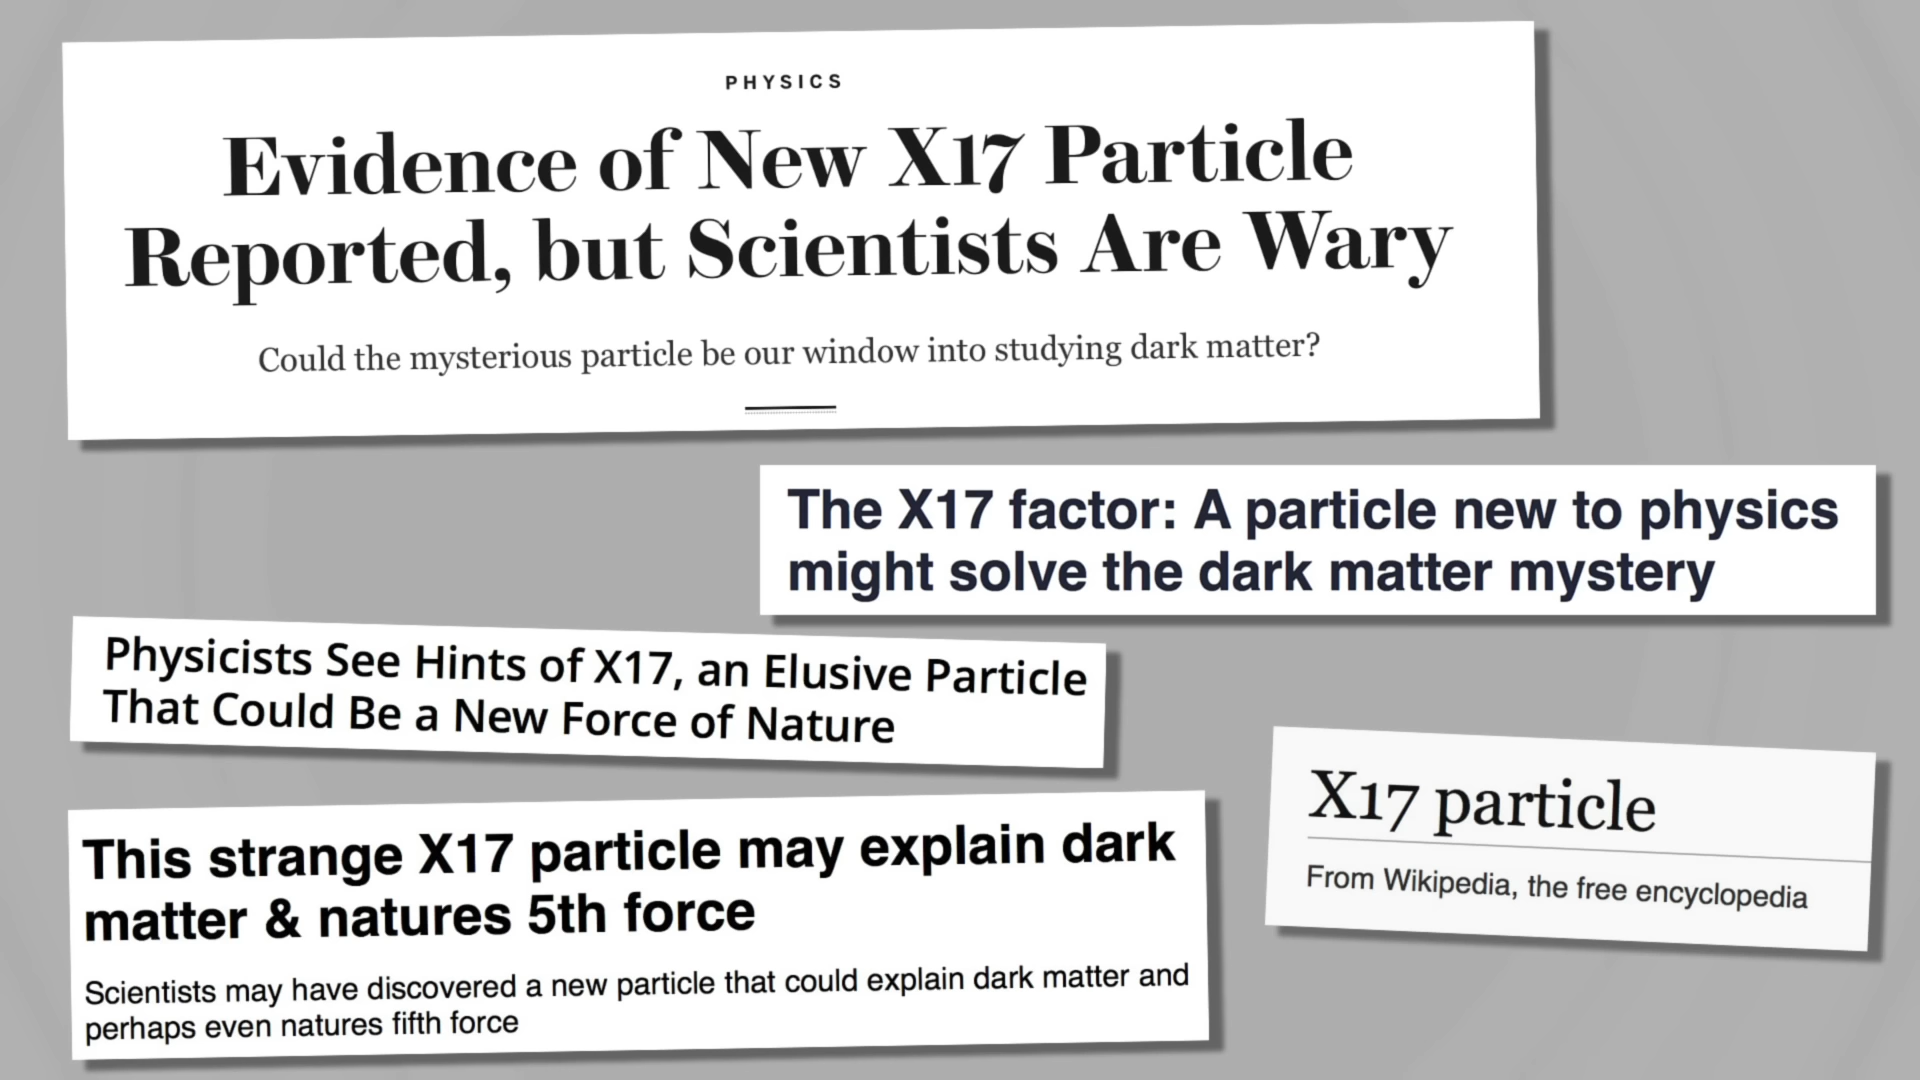 PHYSICS
Evidence of New X17 Particle
Reported, but Scientists Are Wary
Could the mysterious particle be our window into studying dark matter?
The X17 factor: A particle new to physics
might solve the dark matter mystery
Physicists See Hints of X17, an Elusive Particle
That Could Be a New Force of Nature
X17 particle
From Wikipedia, the free encyclopedia
This strange X17 particle may explain dark
matter & natures 5th force
Scientists may have discovered a new particle that could explain dark matter and
perhaps even natures fifth force